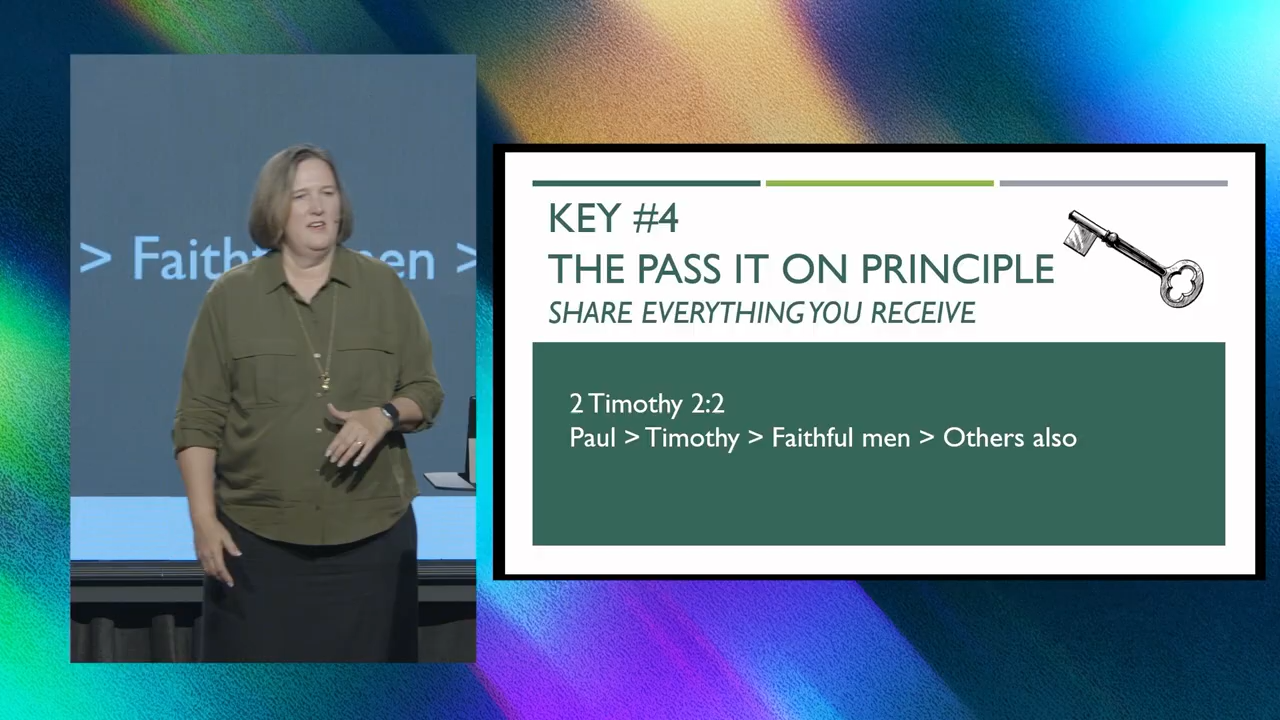 > Faith men >
KEY #4
THE PASS IT ON PRINCIPLE
SHARE EVERYTHING YOU RECEIVE
2 Timothy 2:2
Paul > Timothy > Faithful men > Others also